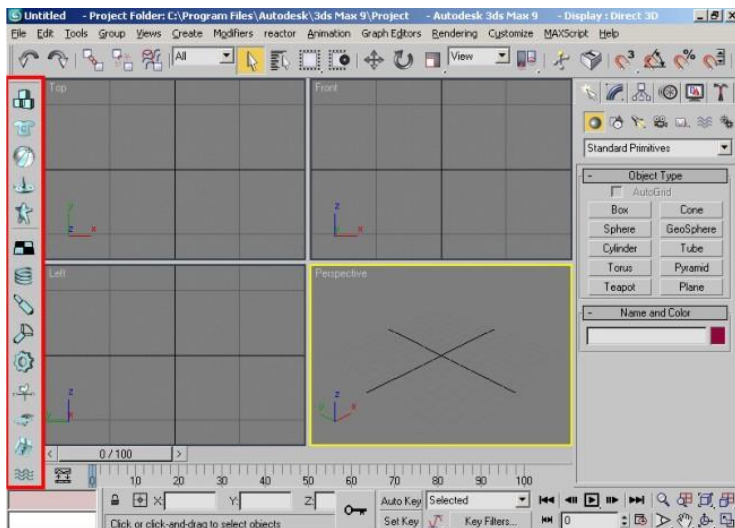 Untitled - Project Folder: C:\Program Files\Autodesk\3ds Max 9\Project - Autodesk 3ds Max 9 - Display : Direct 3D
File Edit Tools Group Views Create Modifiers reactor Animation Graph Editors Rendering Customize MAXScript Help
All View 3 %
Top Front
Standard Primitives
- Object Type
AutoGrid
Box Cone
Sphere GeoSphere
Cylinder Tube
Torus Pyramid
Teapot Plane
- Name and Color
y z x
z x
Left Perspective
z y x
z y x
< 0 / 100 >
0 10 20 30 40 50 60 70 80 90 100
X: Y: Z: Auto Key Selected
Click or click-and-drag to select objects Set Key Key Filters... 0